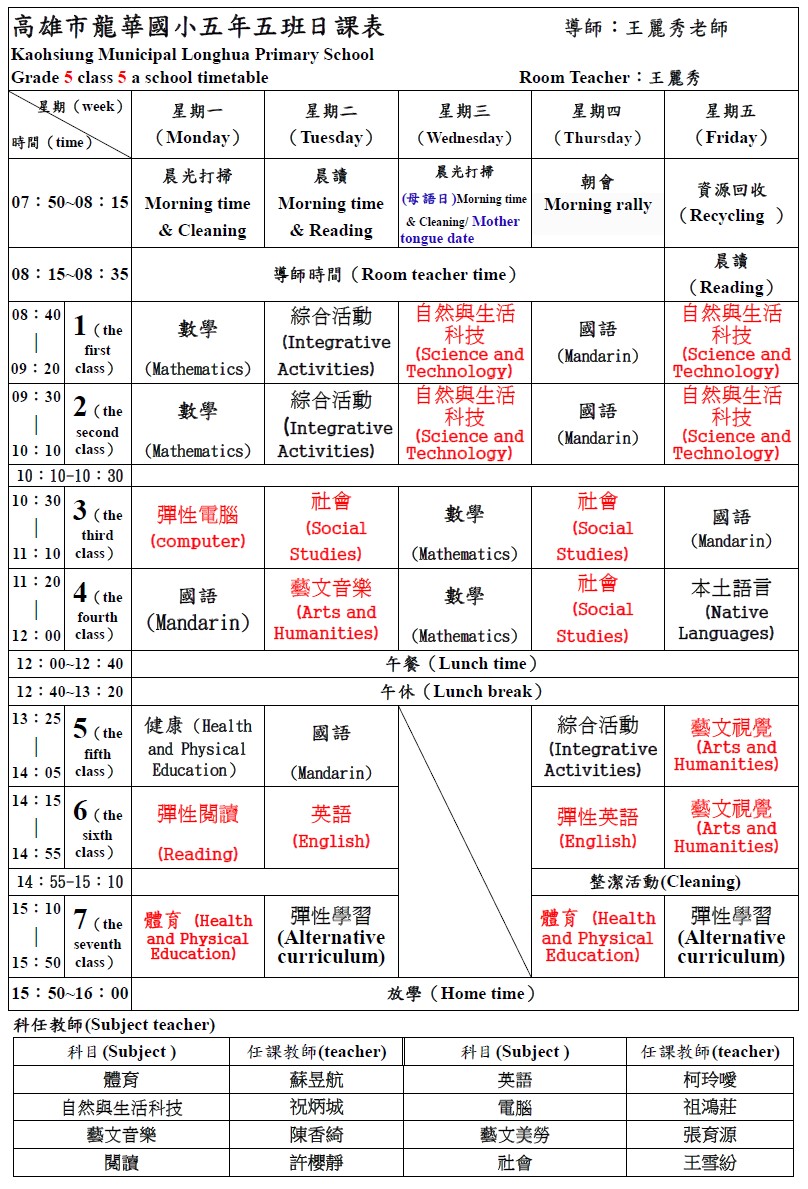 高雄市龍華國小五年五班日課表 導師：王麗秀老師
Kaohsiung Municipal Longhua Primary School
Grade 5 class 5 a school timetable Room Teacher：王麗秀
星期（week）
時間（time）
星期一
（Monday）
星期二
（Tuesday）
星期三
（Wednesday）
星期四
（Thursday）
星期五
（Friday）
07：50~08：15
晨光打掃
Morning time
& Cleaning
晨讀
Morning time
& Reading
晨光打掃
(母語日)Morning time
& Cleaning/ Mother
tongue date
朝會
Morning rally
資源回收
（Recycling ）
08：15~08：35
導師時間（Room teacher time）
晨讀
（Reading）
08：40
|
09：20
1（the
first
class）
數學
（Mathematics）
綜合活動
(Integrative
Activities)
自然與生活
科技
(Science and
Technology)
國語
（Mandarin）
自然與生活
科技
(Science and
Technology)
09：30
|
10：10
2（the
second
class）
數學
（Mathematics）
綜合活動
(Integrative
Activities)
自然與生活
科技
(Science and
Technology)
國語
（Mandarin）
自然與生活
科技
(Science and
Technology)
10：10-10：30
10：30
|
11：10
3（the
third
class）
彈性電腦
(computer)
社會
(Social
Studies)
數學
（Mathematics）
社會
(Social
Studies)
國語
（Mandarin）
11：20
|
12：00
4（the
fourth
class）
國語
（Mandarin）
藝文音樂
(Arts and
Humanities)
數學
（Mathematics）
社會
(Social
Studies)
本土語言
(Native
Languages)
12：00~12：40
午餐（Lunch time）
12：40~13：20
午休（Lunch break）
13：25
|
14：05
5（the
fifth
class）
健康（Health
and Physical
Education）
國語
（Mandarin）
綜合活動
(Integrative
Activities)
藝文視覺
(Arts and
Humanities)
14：15
|
14：55
6（the
sixth
class）
彈性閱讀
(Reading)
英語
(English)
彈性英語
(English)
藝文視覺
(Arts and
Humanities)
14：55-15：10
整潔活動(Cleaning)
15：10
|
15：50
7（the
seventh
class）
體育 (Health
and Physical
Education)
彈性學習
(Alternative
curriculum)
體育 (Health
and Physical
Education)
彈性學習
(Alternative
curriculum)
15：50~16：00
放學（Home time）
科任教師(Subject teacher)
科目(Subject ) 任課教師(teacher) 科目(Subject ) 任課教師(teacher)
體育 蘇昱航 英語 柯玲噯
自然與生活科技 祝炳城 電腦 祖鴻莊
藝文音樂 陳香綺 藝文美勞 張育源
閱讀 許櫻靜 社會 王雪紛